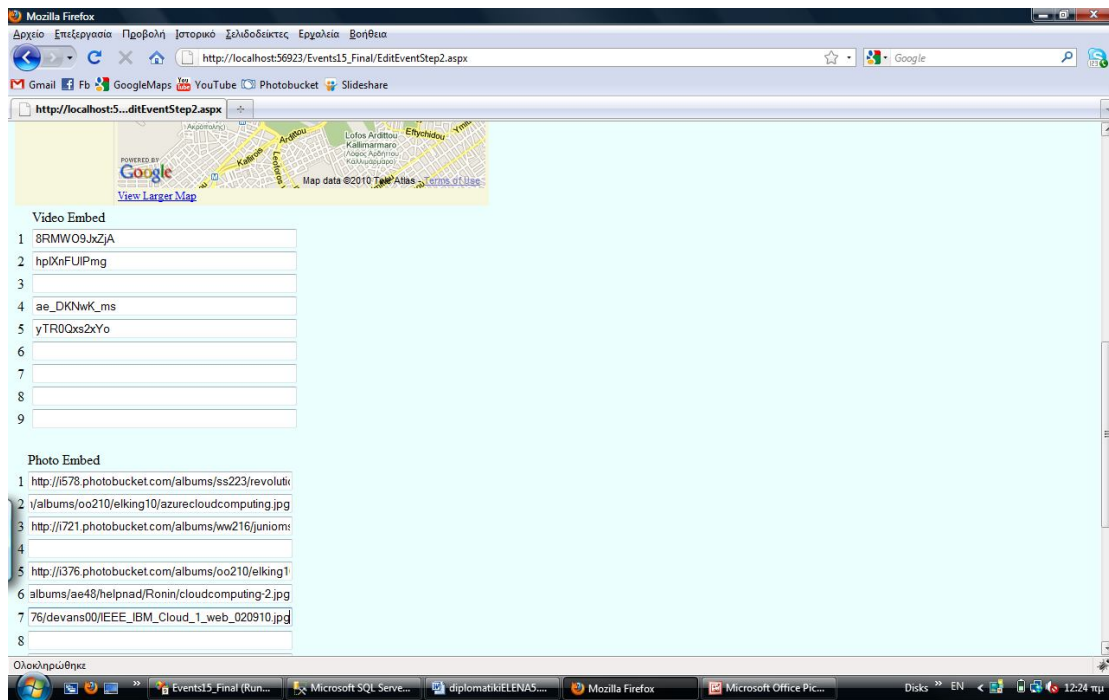 Mozilla Firefox
Αρχείο Επεξεργασία Προβολή Ιστορικό Σελιδοδείκτες Εργαλεία Βοήθεια
http://localhost:56923/Events15_Final/EditEventStep2.aspx
Google
Gmail Fb GoogleMaps YouTube Photobucket Slideshare
http://localhost:5...ditEventStep2.aspx
Ardittou
Lofos Ardittou
Kallimarmaro
Eftychidou
Kallirois
Leoforos
POWERED BY
Google
Map data ©2010 Tele Atlas - Terms of Use
View Larger Map
Video Embed
1 8RMWO9JxZjA
2 hplXnFUlPmg
3
4 ae_DKNwK_ms
5 yTR0Qxs2xYo
6
7
8
9
Photo Embed
1 http://i578.photobucket.com/albums/ss223/revolutio
2 /albums/oo210/elking10/azurecloudcomputing.jpg
3 http://i721.photobucket.com/albums/ww216/junioms
4
5 http://i376.photobucket.com/albums/oo210/elking1
6 albums/ae48/helpnad/Ronin/cloudcomputing-2.jpg
7 76/devans00/IEEE_IBM_Cloud_1_web_020910.jpg
8
Ολοκληρώθηκε
Events15_Final (Run... Microsoft SQL Serve... diplomatikiELENA5.... Mozilla Firefox Microsoft Office Pic... Disks » EN 12:24 πμ